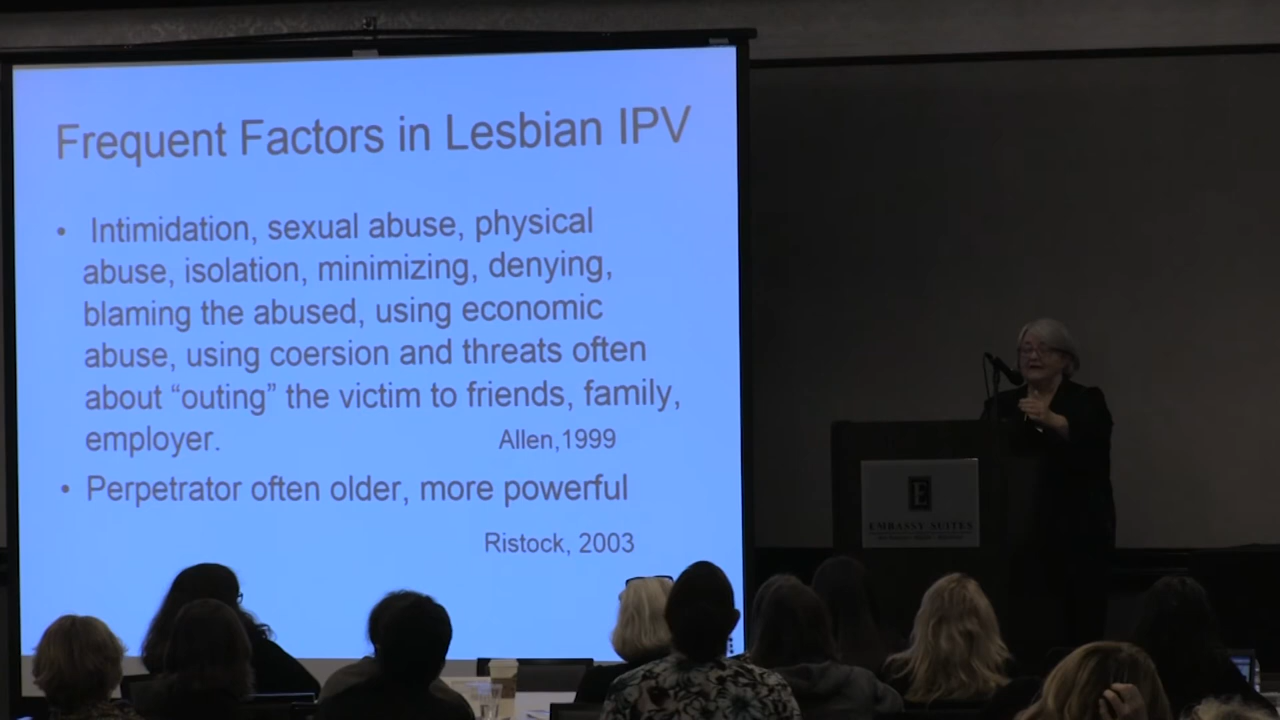 Frequent Factors in Lesbian IPV
• Intimidation, sexual abuse, physical
abuse, isolation, minimizing, denying,
blaming the abused, using economic
abuse, using coersion and threats often
about “outing” the victim to friends, family,
employer. Allen,1999
• Perpetrator often older, more powerful
Ristock, 2003
E
EMBASSY SUITES